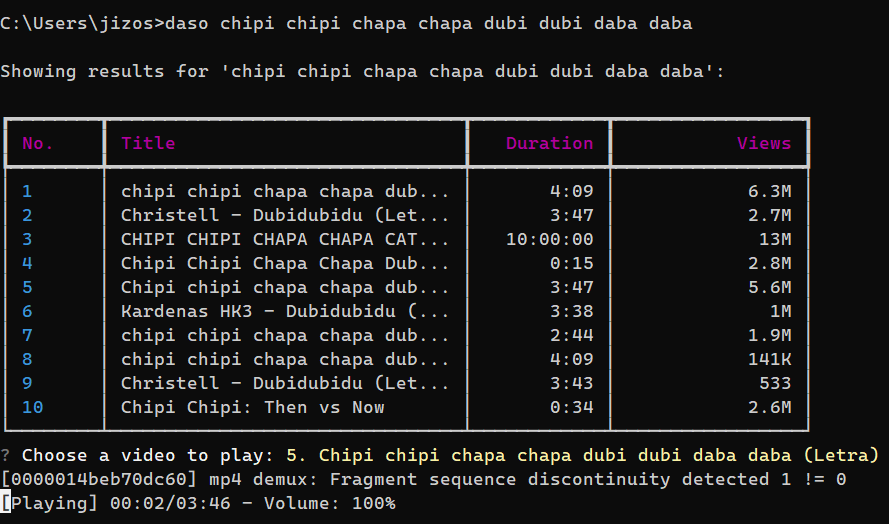 C:\Users\jizos>daso chipi chipi chapa chapa dubi dubi daba daba
Showing results for 'chipi chipi chapa chapa dubi dubi daba daba':
No. Title Duration Views
1 chipi chipi chapa chapa dub... 4:09 6.3M
2 Christell - Dubidubidu (Let... 3:47 2.7M
3 CHIPI CHIPI CHAPA CHAPA CAT... 10:00:00 13M
4 Chipi Chipi Chapa Chapa Dub... 0:15 2.8M
5 Chipi chipi chapa chapa dub... 3:47 5.6M
6 Kardenas HK3 - Dubidubidu (... 3:38 1M
7 chipi chipi chapa chapa dub... 2:44 1.9M
8 chipi chipi chapa chapa dub... 4:09 141K
9 Christell - Dubidubidu (Let... 3:43 533
10 Chipi Chipi: Then vs Now 0:34 2.6M
? Choose a video to play: 5. Chipi chipi chapa chapa dubi dubi daba daba (Letra)
[0000014beb70dc60] mp4 demux: Fragment sequence discontinuity detected 1 != 0
[Playing] 00:02/03:46 - Volume: 100%